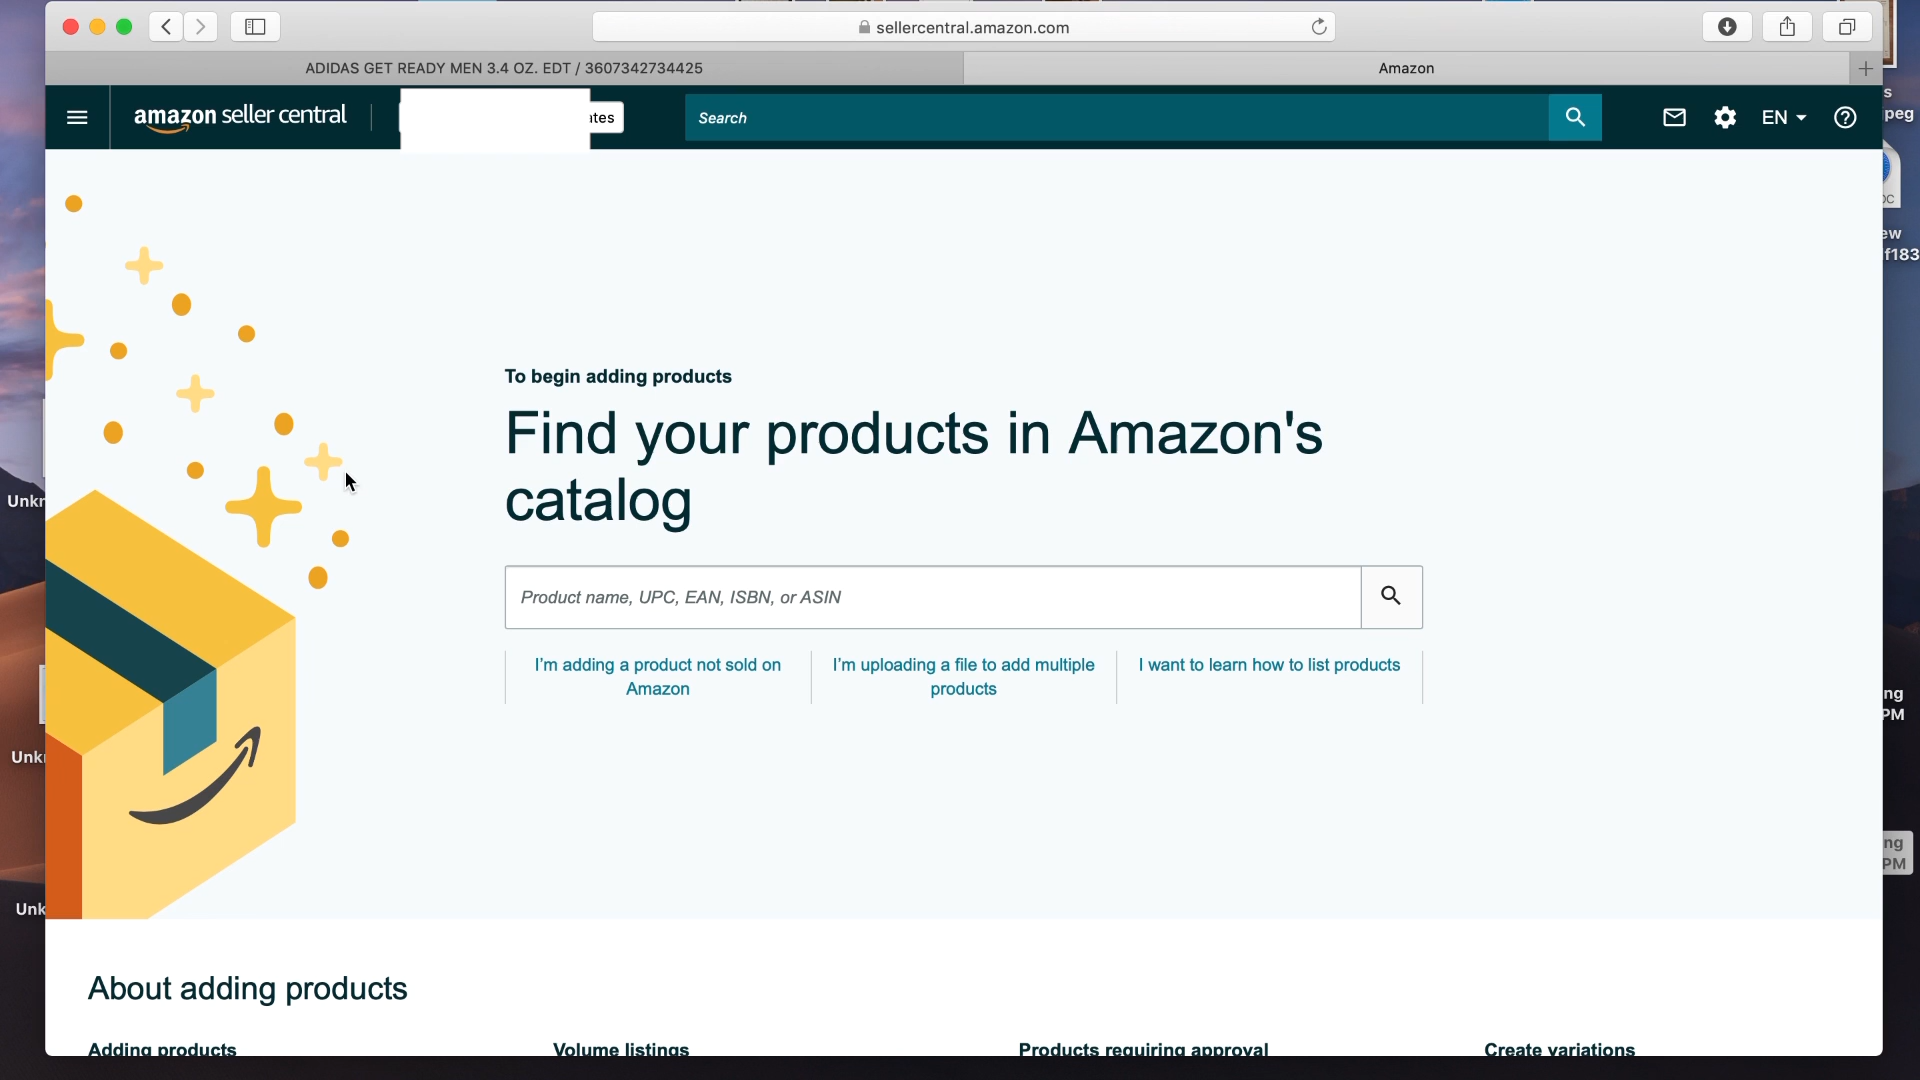 sellercentral.amazon.com
ADIDAS GET READY MEN 3.4 OZ. EDT / 3607342734425
Amazon
amazon seller central
Search
EN
To begin adding products
Find your products in Amazon's
catalog
Product name, UPC, EAN, ISBN, or ASIN
I'm adding a product not sold on
Amazon
I'm uploading a file to add multiple
products
I want to learn how to list products
About adding products
Adding products
Volume listings
Products requiring approval
Create variations